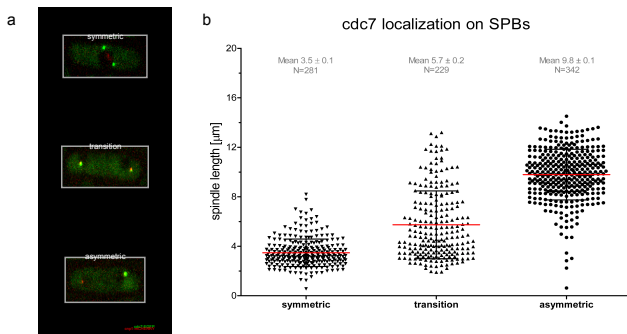 a
symmetric
transition
asymmetric
b
cdc7 localization on SPBs
Mean 3.5 ± 0.1
N=281
Mean 5.7 ± 0.2
N=229
Mean 9.8 ± 0.1
N=342
spindle length [µm]
20
16
12
8
4
0
symmetric
transition
asymmetric